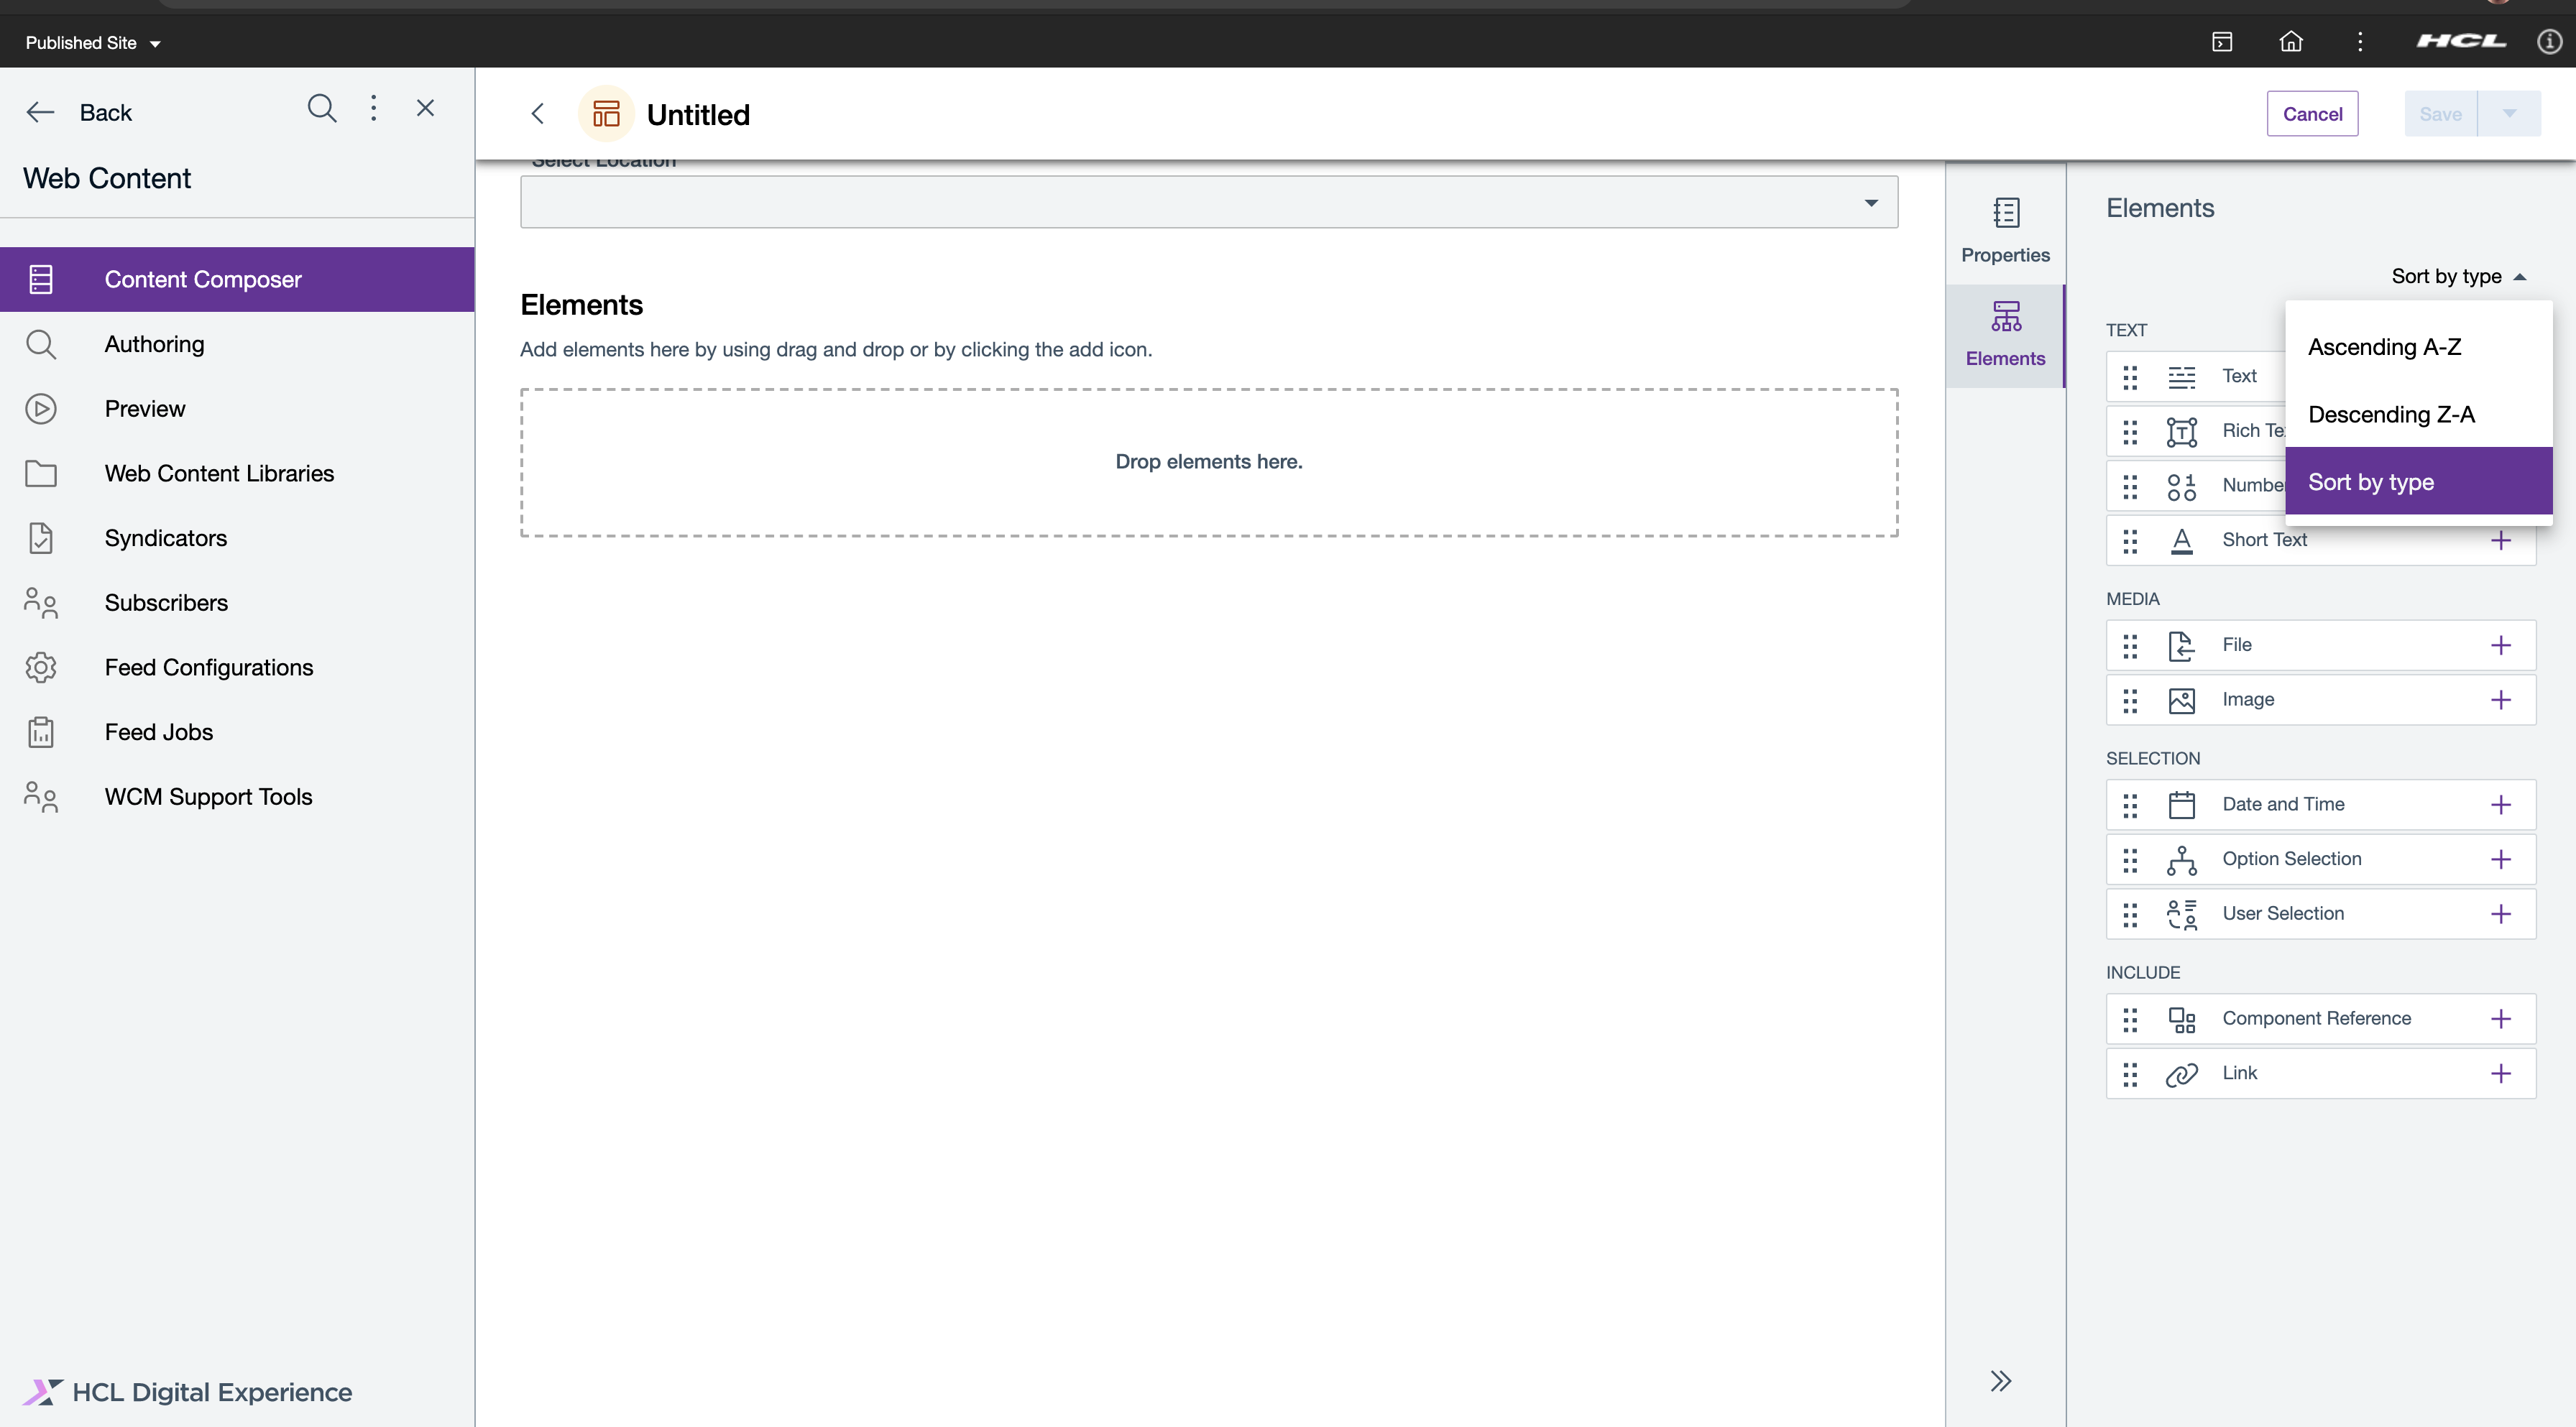 Published Site
HCL
Back
Web Content
Content Composer
Authoring
Preview
Web Content Libraries
Syndicators
Subscribers
Feed Configurations
Feed Jobs
WCM Support Tools
HCL Digital Experience
Untitled
Cancel
Save
Select Location
Elements
Add elements here by using drag and drop or by clicking the add icon.
Drop elements here.
Properties
Elements
Elements
Sort by type
Ascending A-Z
Descending Z-A
Sort by type
TEXT
Text
Rich Te
Numbe
Short Text
MEDIA
File
Image
SELECTION
Date and Time
Option Selection
User Selection
INCLUDE
Component Reference
Link